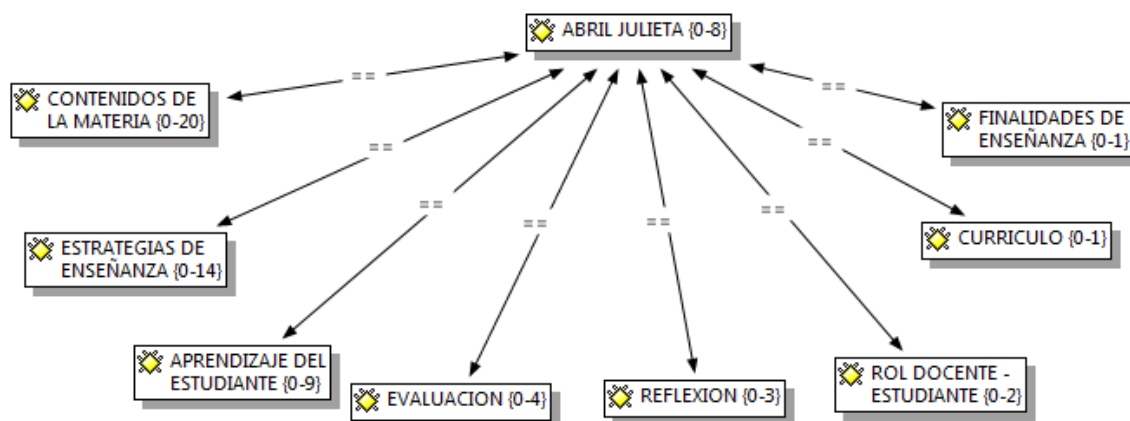 ABRIL JULIETA {0-8}
==
CONTENIDOS DE
LA MATERIA {0-20}
==
FINALIDADES DE
ENSEÑANZA {0-1}
==
ESTRATEGIAS DE
ENSEÑANZA {0-14}
==
CURRICULO {0-1}
==
APRENDIZAJE DEL
ESTUDIANTE {0-9}
==
EVALUACION {0-4}
==
REFLEXION {0-3}
==
ROL DOCENTE -
ESTUDIANTE {0-2}